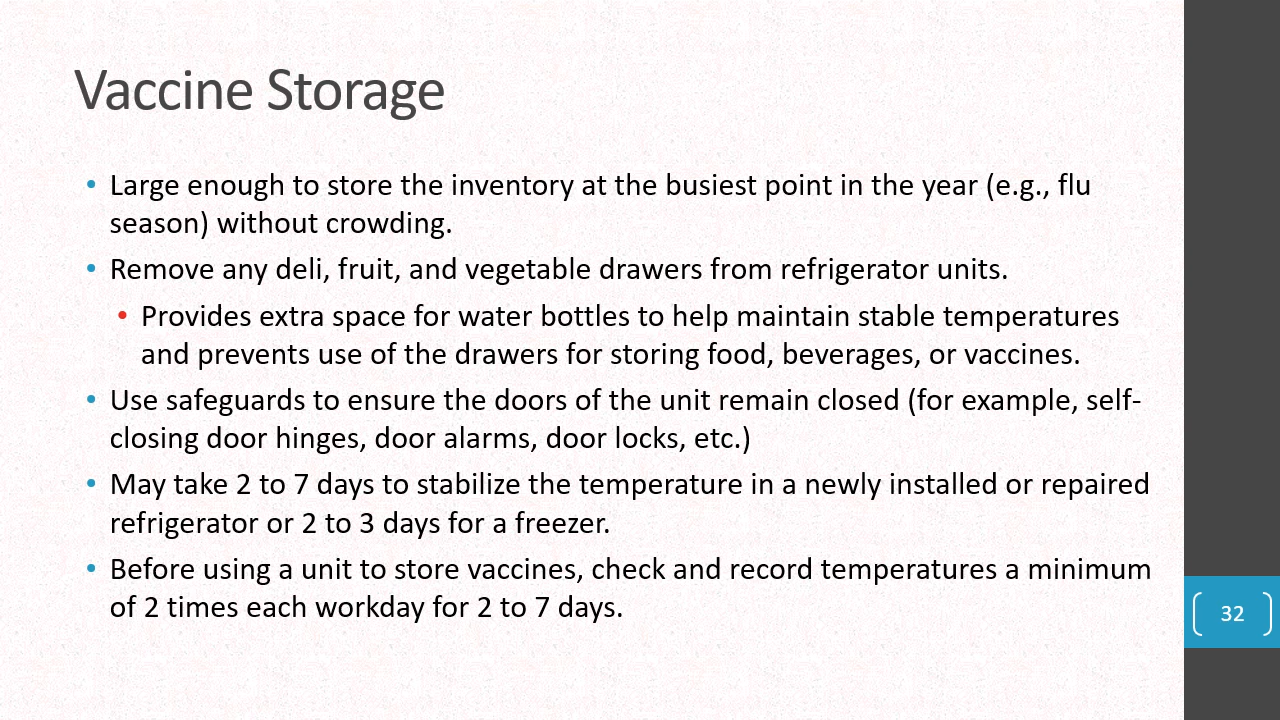 Vaccine Storage
• Large enough to store the inventory at the busiest point in the year (e.g., flu
season) without crowding.
• Remove any deli, fruit, and vegetable drawers from refrigerator units.
• Provides extra space for water bottles to help maintain stable temperatures
and prevents use of the drawers for storing food, beverages, or vaccines.
• Use safeguards to ensure the doors of the unit remain closed (for example, self-
closing door hinges, door alarms, door locks, etc.)
• May take 2 to 7 days to stabilize the temperature in a newly installed or repaired
refrigerator or 2 to 3 days for a freezer.
• Before using a unit to store vaccines, check and record temperatures a minimum
of 2 times each workday for 2 to 7 days.
32